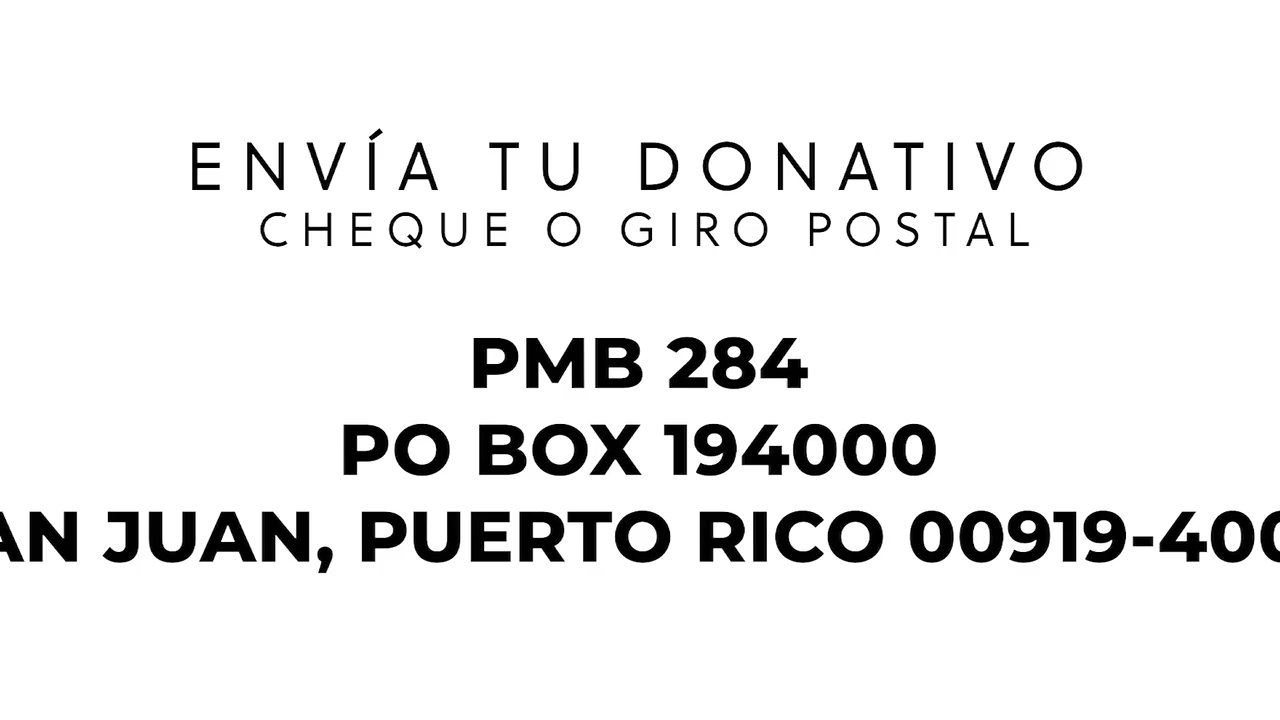 ENVÍA TU DONATIVO
CHEQUE O GIRO POSTAL
PMB 284
PO BOX 194000
AN JUAN, PUERTO RICO 00919-400